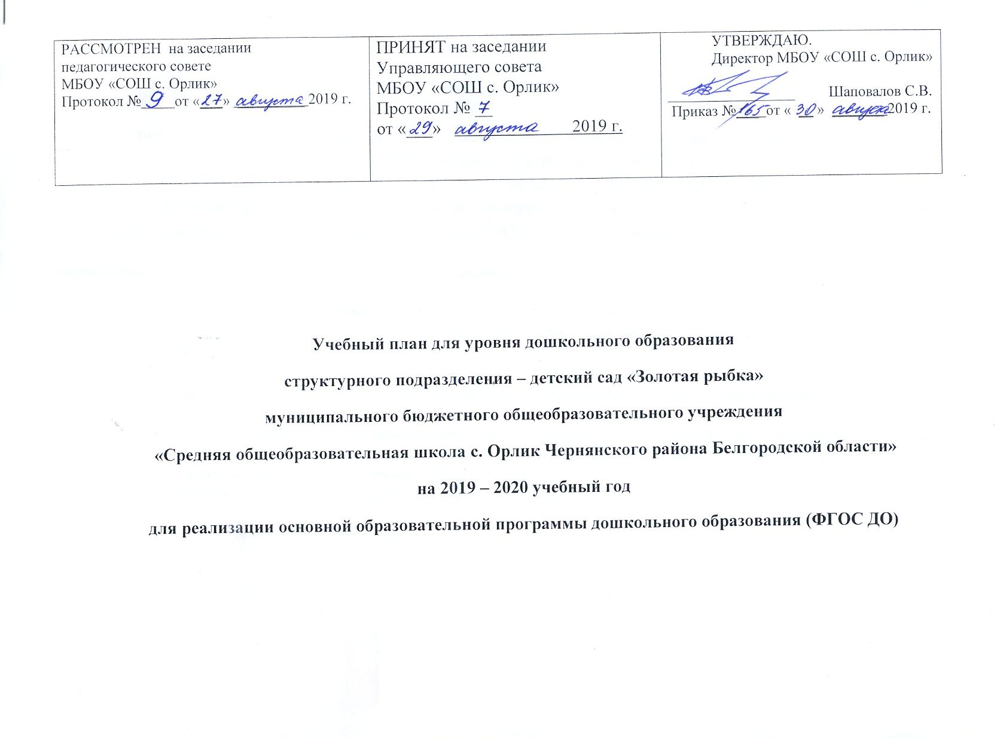 РАССМОТРЕН на заседании
педагогического совете
МБОУ «СОШ с. Орлик»
Протокол № 9 от «27» августа 2019 г.
ПРИНЯТ на заседании
Управляющего совета
МБОУ «СОШ с. Орлик»
Протокол № 7
от «29» августа 2019 г.
УТВЕРЖДАЮ.
Директор МБОУ «СОШ с. Орлик»
Шаповалов С.В.
Приказ № 165 от « 30 » августа 2019 г.
Учебный план для уровня дошкольного образования
структурного подразделения – детский сад «Золотая рыбка»
муниципального бюджетного общеобразовательного учреждения
«Средняя общеобразовательная школа с. Орлик Чернянского района Белгородской области»
на 2019 – 2020 учебный год
для реализации основной образовательной программы дошкольного образования (ФГОС ДО)